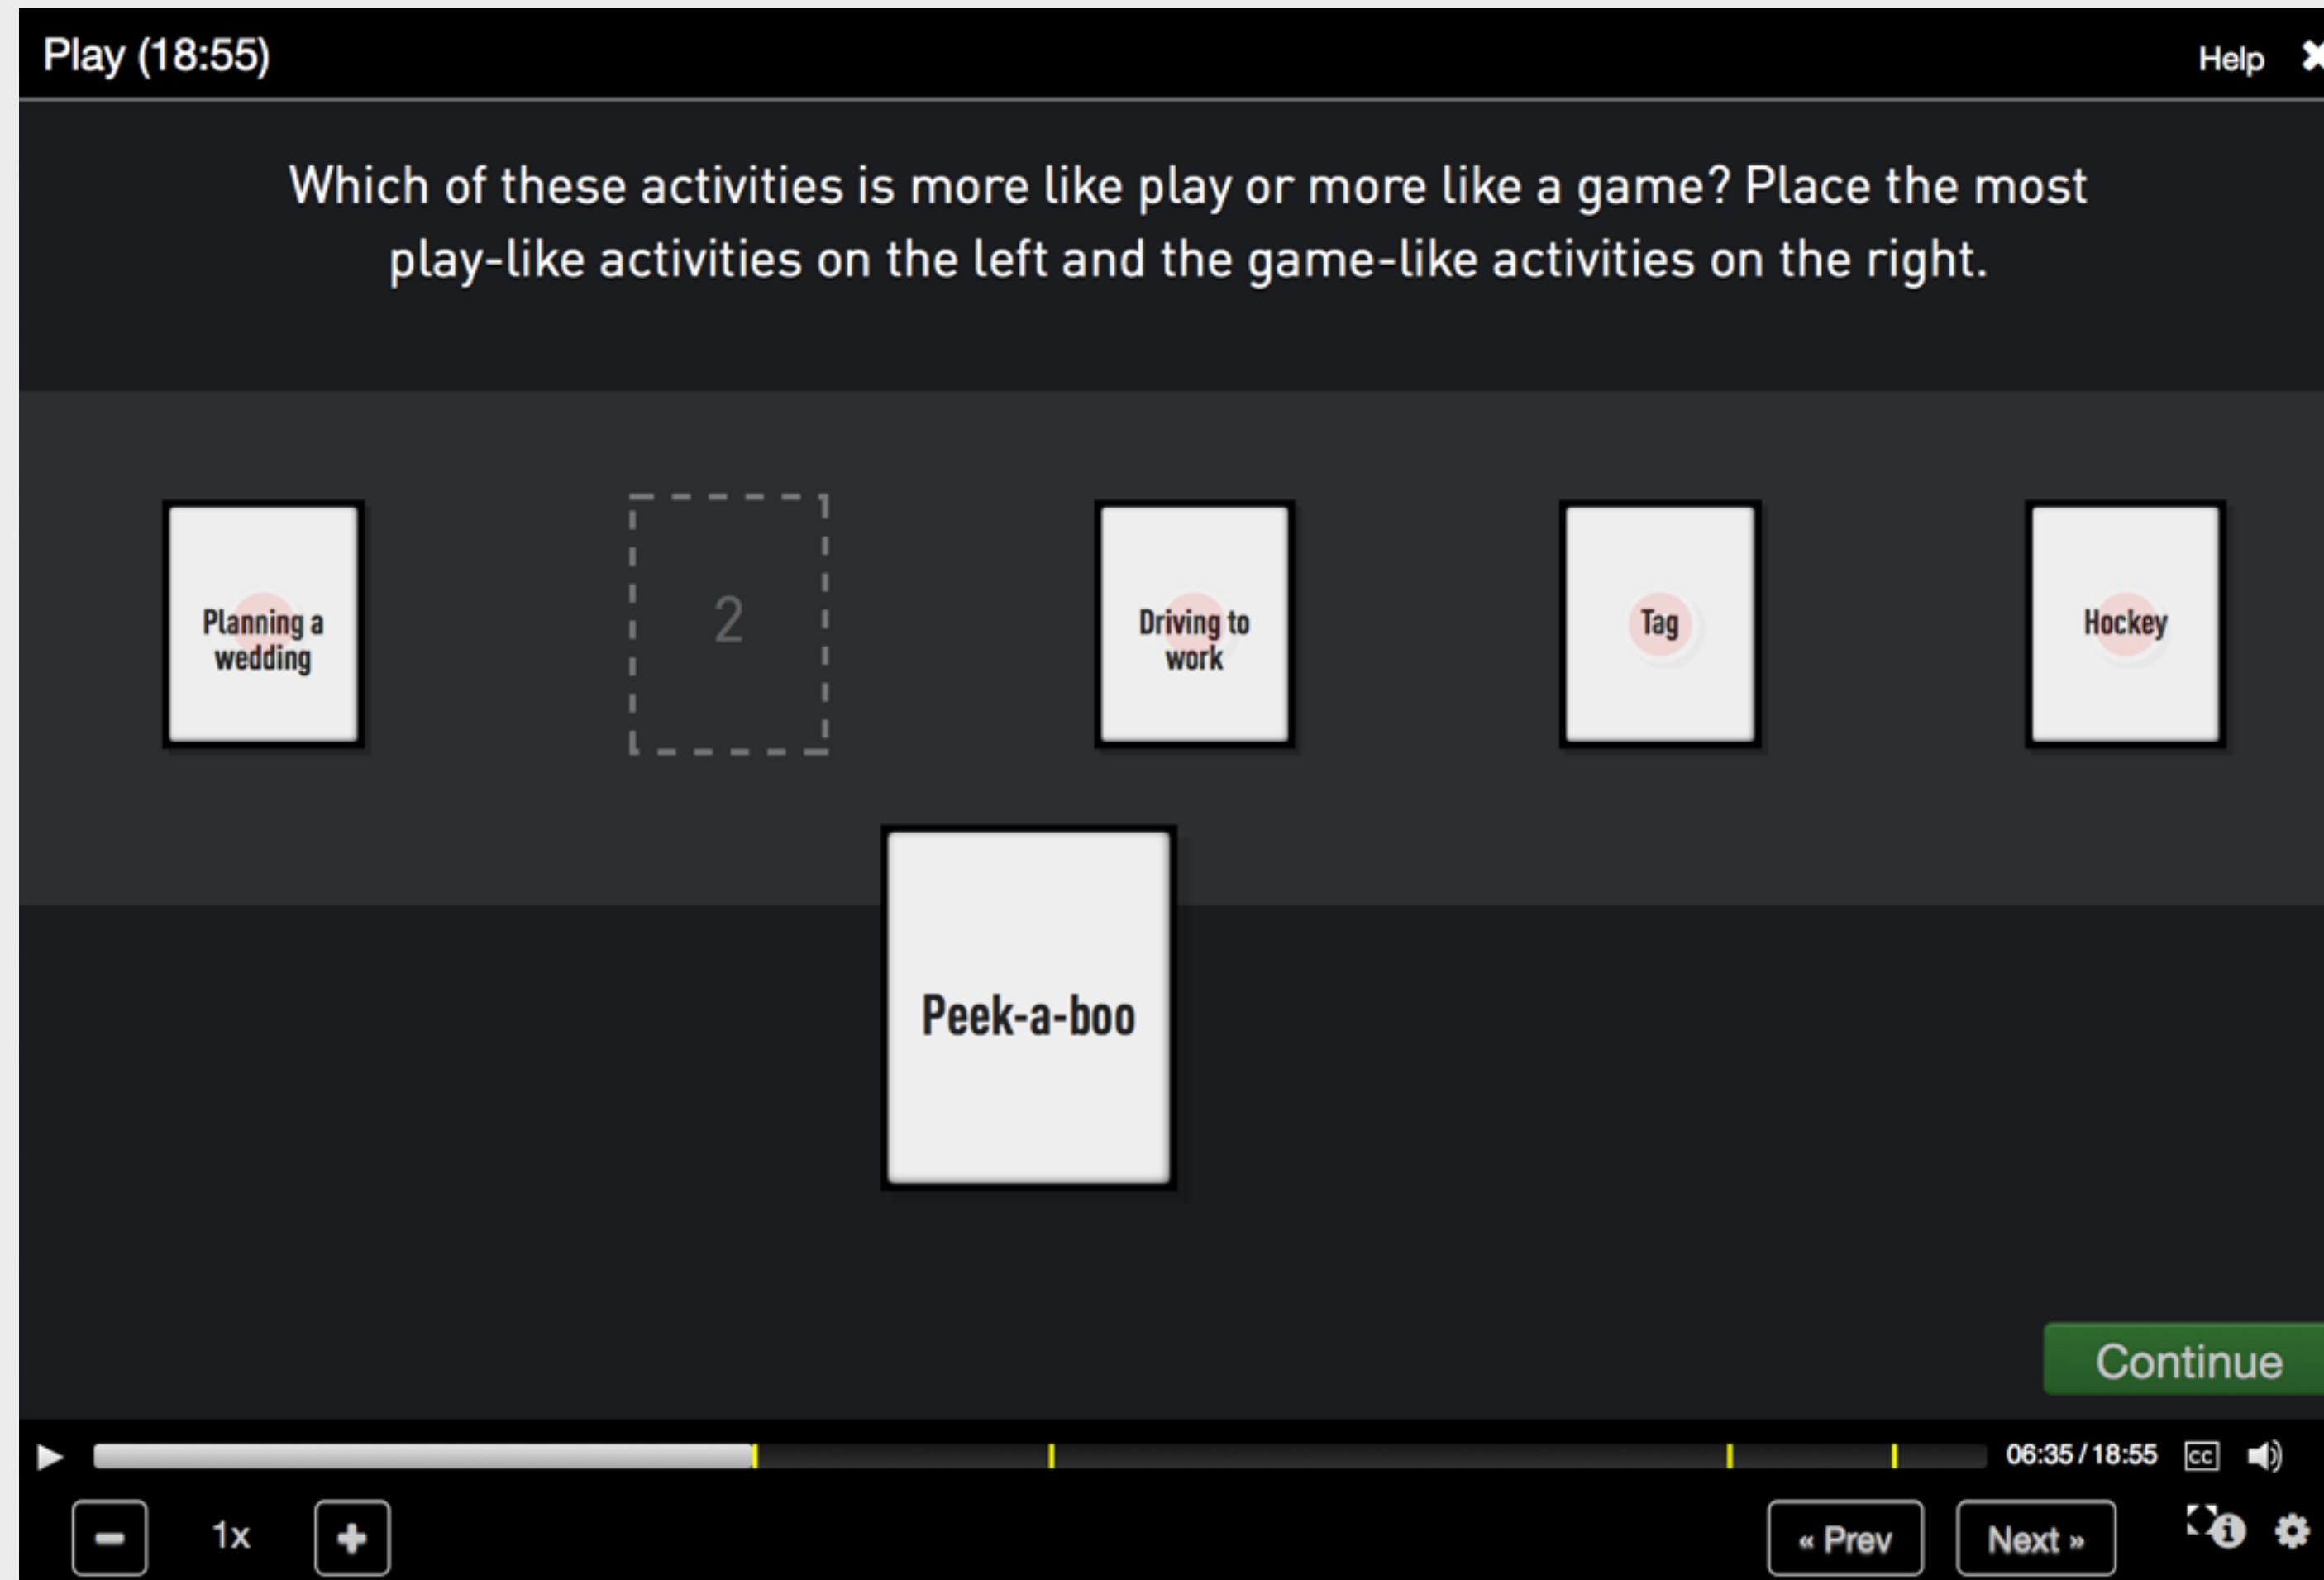 Play (18:55)
Help
Which of these activities is more like play or more like a game? Place the most
play-like activities on the left and the game-like activities on the right.
Planning a
wedding
2
Driving to
work
Tag
Hockey
Peek-a-boo
Continue
06:35 / 18:55
CC
1x
« Prev
Next »